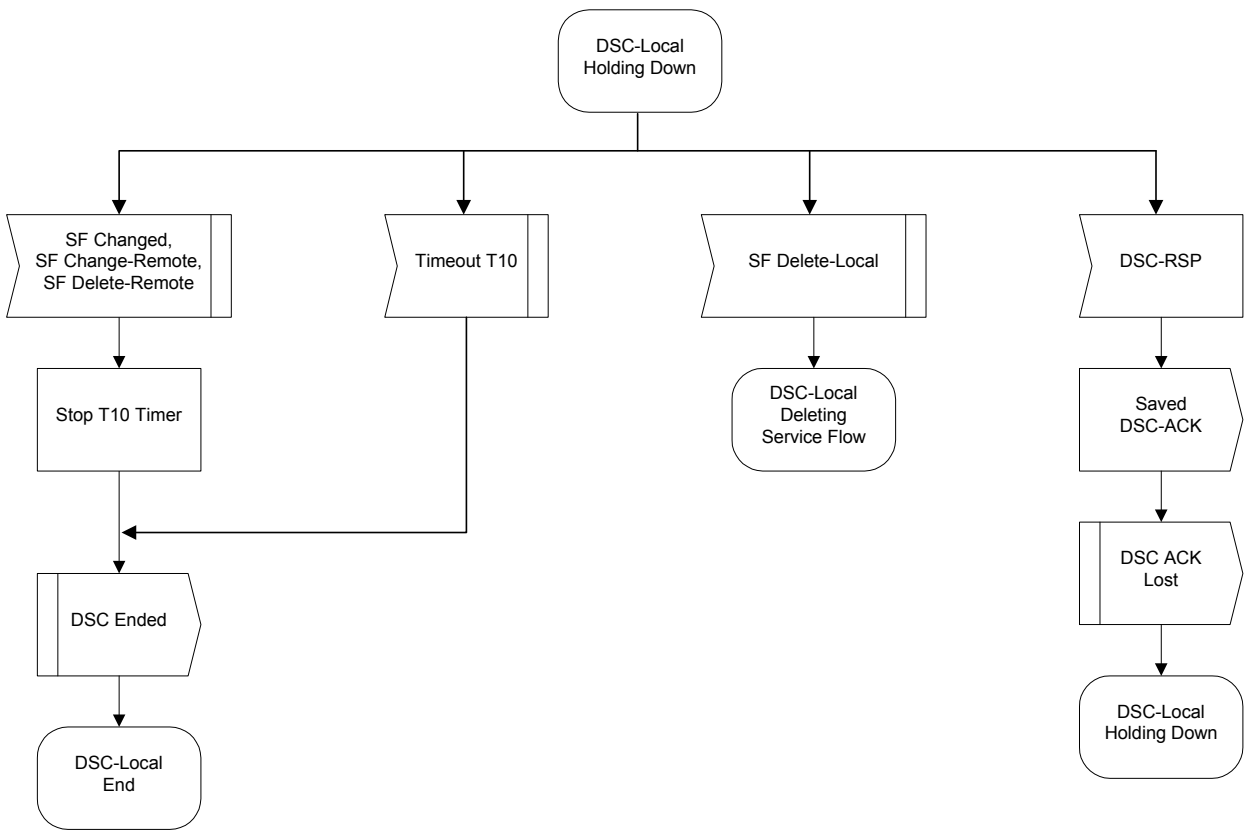 DSC-Local
Holding Down
SF Changed,
SF Change-Remote,
SF Delete-Remote
Timeout T10
SF Delete-Local
DSC-RSP
Stop T10 Timer
DSC-Local
Deleting
Service Flow
Saved
DSC-ACK
DSC Ended
DSC ACK
Lost
DSC-Local
End
DSC-Local
Holding Down